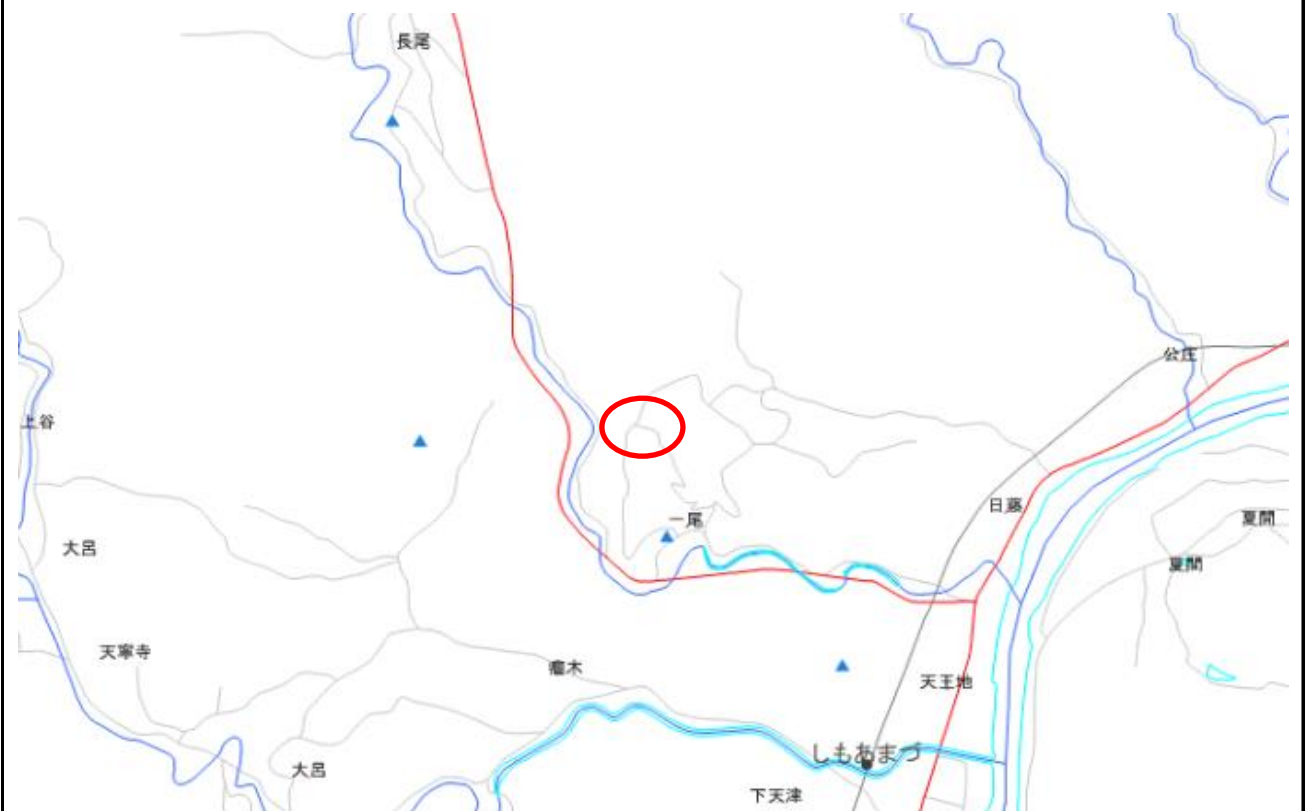 長尾
公庄
上谷
日藤
一尾
夏間
大呂
夏間
天寧寺
瘤木
天王地
しもあまづ
大呂
下天津